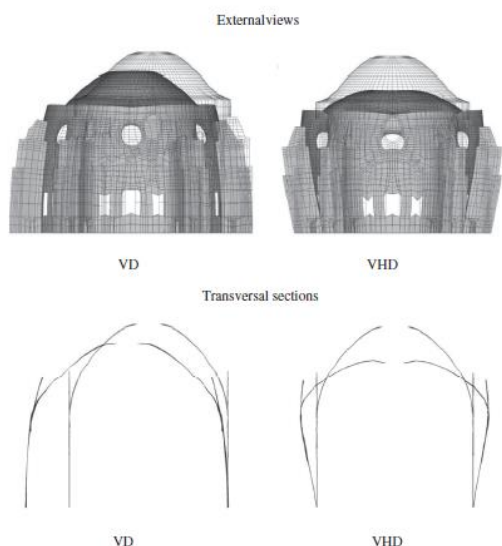 Externalviews
VD
VHD
Transversal sections
VD
VHD